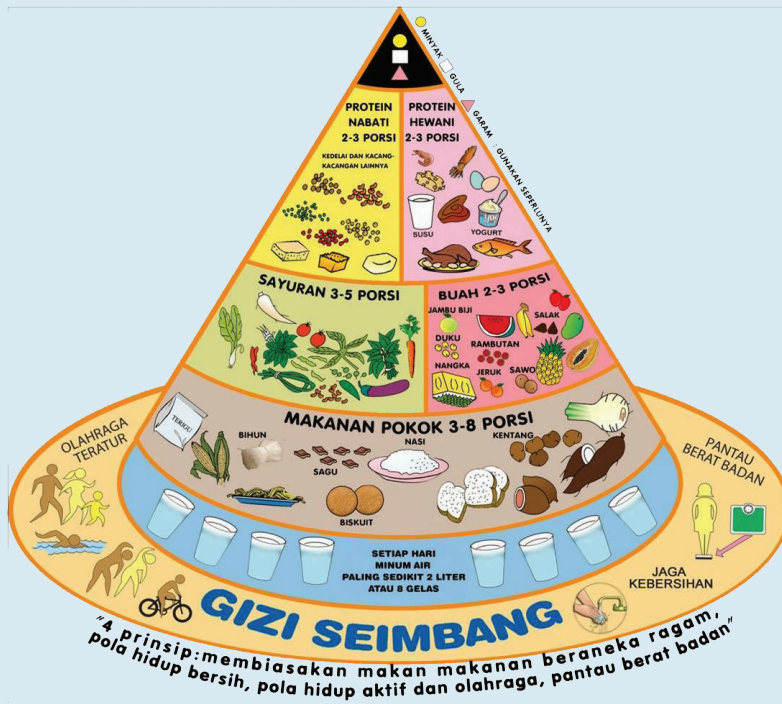 MINYAK
GULA
GARAM
: GUNAKAN SEPERLUNYA
PROTEIN
NABATI
2-3 PORSI
KEDELAI DAN KACANG-
KACANGAN LAINNYA
PROTEIN
HEWANI
2-3 PORSI
SUSU
YOGURT
SAYURAN 3-5 PORSI
BUAH 2-3 PORSI
JAMBU BIJI
SALAK
DUKU
RAMBUTAN
NANGKA
JERUK
SAWO
MAKANAN POKOK 3-8 PORSI
TERIGU
BIHUN
SAGU
NASI
KENTANG
BISKUIT
OLAHRAGA
TERATUR
PANTAU
BERAT BADAN
SETIAP HARI
MINUM AIR
PALING SEDIKIT 2 LITER
ATAU 8 GELAS
JAGA
KEBERSIHAN
GIZI SEIMBANG
"4 prinsip:membiasakan makan makanan beraneka ragam,
pola hidup bersih, pola hidup aktif dan olahraga, pantau berat badan"